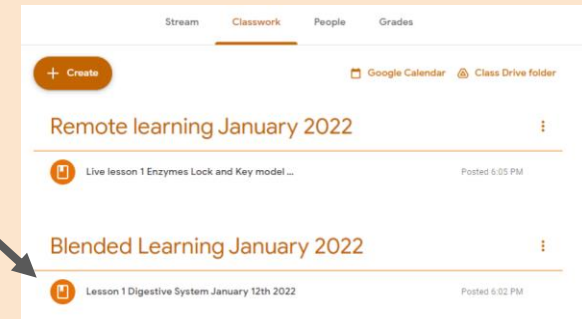 Stream Classwork People Grades
+ Create Google Calendar Class Drive folder
Remote learning January 2022
Live lesson 1 Enzymes Lock and Key model ... Posted 6:05 PM
Blended Learning January 2022
Lesson 1 Digestive System January 12th 2022 Posted 6:02 PM